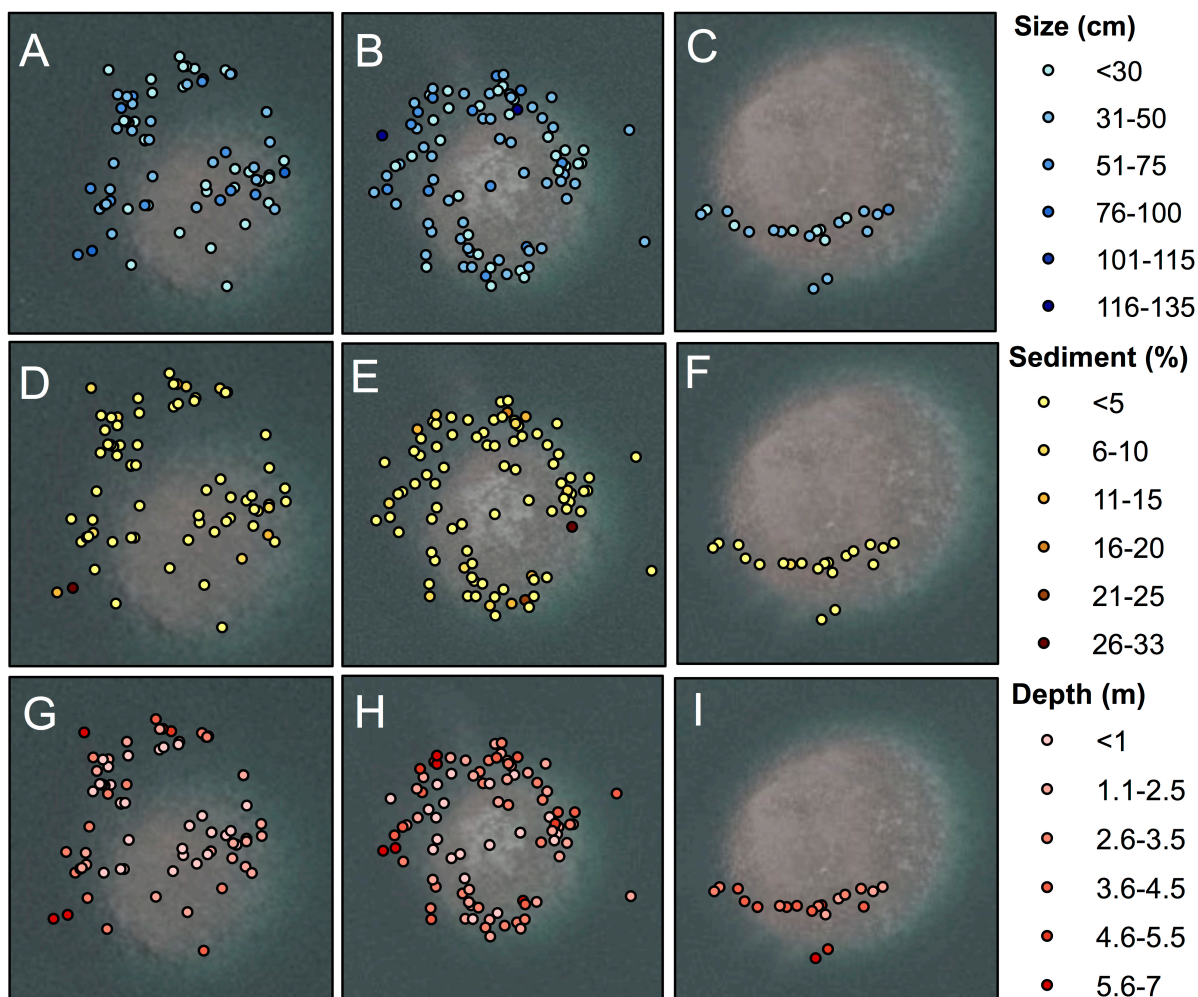 A
B
C
Size (cm)
<30
31-50
51-75
76-100
101-115
116-135
D
E
F
Sediment (%)
<5
6-10
11-15
16-20
21-25
26-33
G
H
I
Depth (m)
<1
1.1-2.5
2.6-3.5
3.6-4.5
4.6-5.5
5.6-7